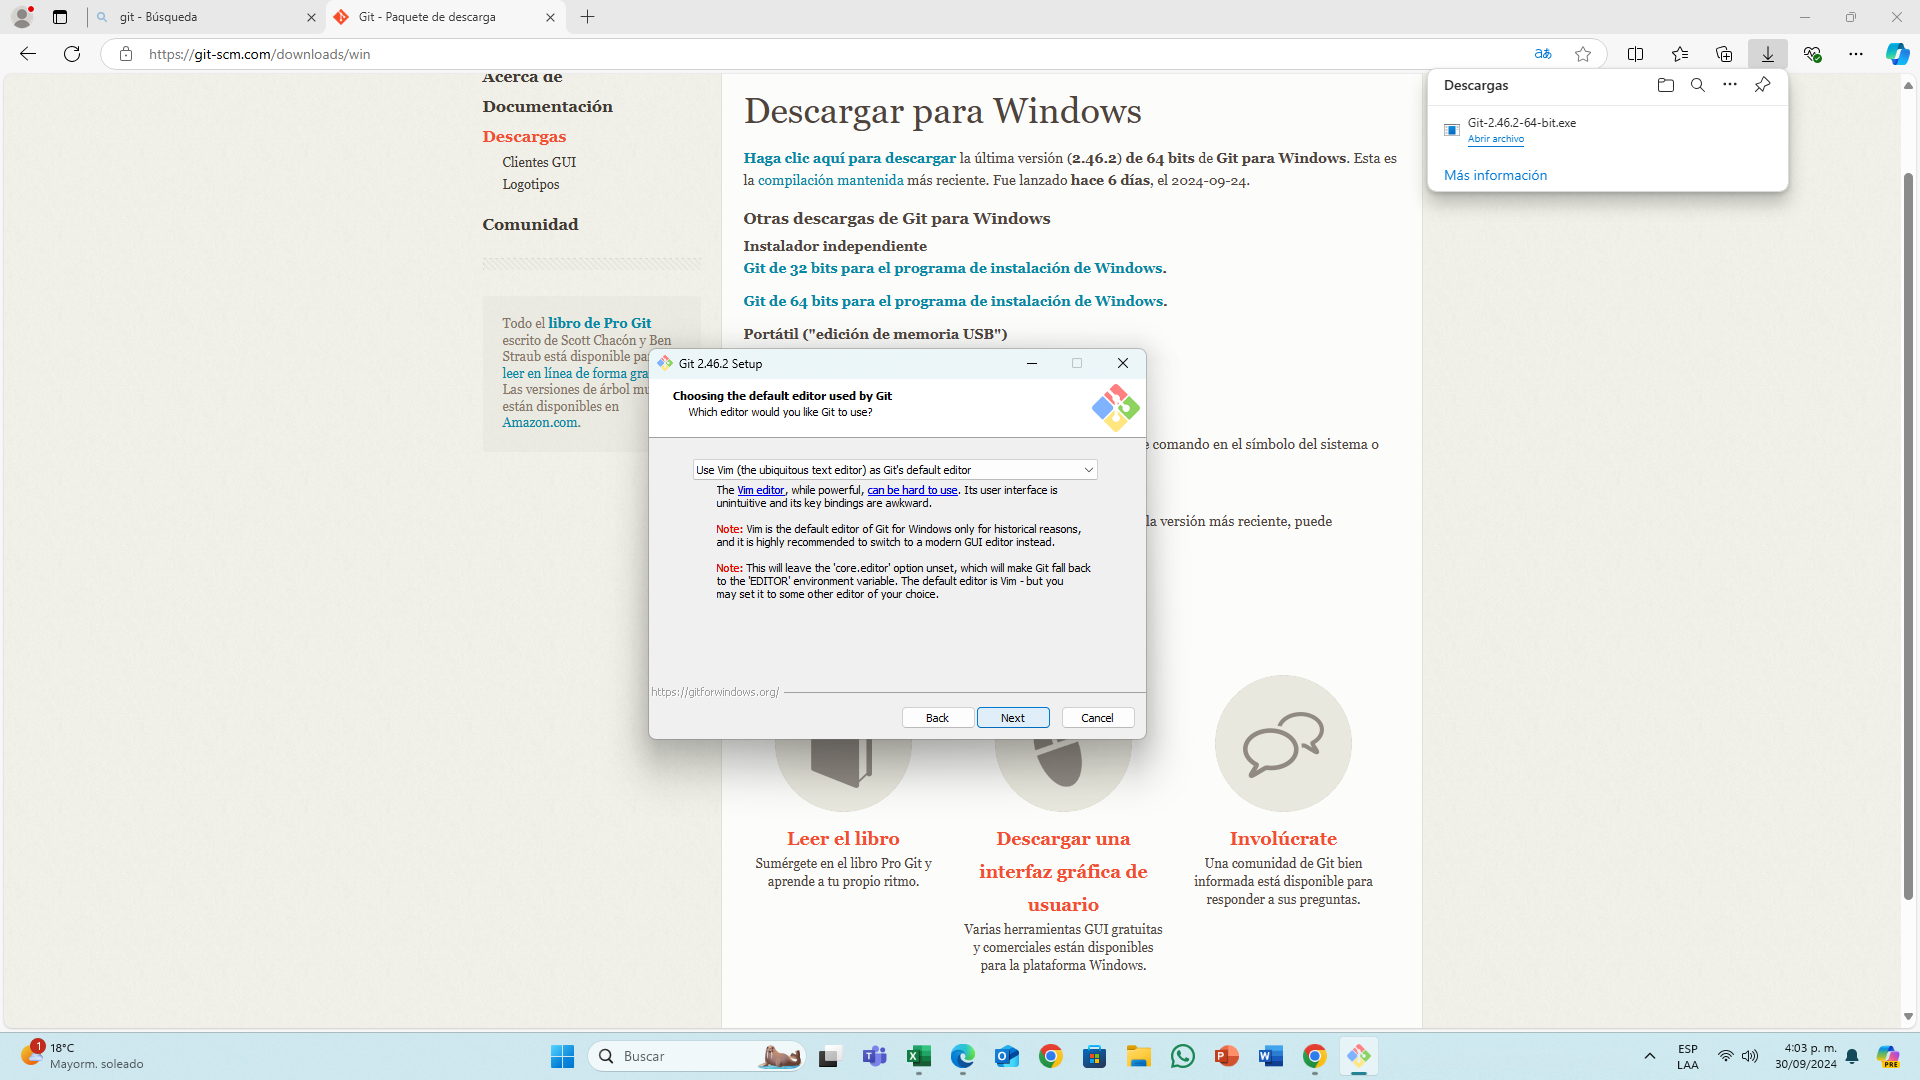 git - Búsqueda
Git - Paquete de descarga
https://git-scm.com/downloads/win
aあ
Acerca de
Documentación
Descargas
Clientes GUI
Logotipos
Comunidad
Todo el libro de Pro Git
escrito de Scott Chacón y Ben
Straub está disponible pa
leer en línea de forma gra
Las versiones de árbol mu
están disponibles en
Amazon.com.
Descargar para Windows
Haga clic aquí para descargar la última versión (2.46.2) de 64 bits de Git para Windows. Esta es
la compilación mantenida más reciente. Fue lanzado hace 6 días, el 2024-09-24.
Otras descargas de Git para Windows
Instalador independiente
Git de 32 bits para el programa de instalación de Windows.
Git de 64 bits para el programa de instalación de Windows.
Portátil ("edición de memoria USB")
comando en el símbolo del sistema o
la versión más reciente, puede
Descargas
Git-2.46.2-64-bit.exe
Abrir archivo
Más información
Git 2.46.2 Setup
Choosing the default editor used by Git
Which editor would you like Git to use?
Use Vim (the ubiquitous text editor) as Git's default editor
The Vim editor, while powerful, can be hard to use. Its user interface is
unintuitive and its key bindings are awkward.
Note: Vim is the default editor of Git for Windows only for historical reasons,
and it is highly recommended to switch to a modern GUI editor instead.
Note: This will leave the 'core.editor' option unset, which will make Git fall back
to the 'EDITOR' environment variable. The default editor is Vim - but you
may set it to some other editor of your choice.
https://gitforwindows.org/
Back
Next
Cancel
Leer el libro
Sumérgete en el libro Pro Git y
aprende a tu propio ritmo.
Descargar una
interfaz gráfica de
usuario
Varias herramientas GUI gratuitas
y comerciales están disponibles
para la plataforma Windows.
Involúcrate
Una comunidad de Git bien
informada está disponible para
responder a sus preguntas.
1
18°C
Mayorm. soleado
Buscar
ESP
LAA
4:03 p. m.
30/09/2024
PRE